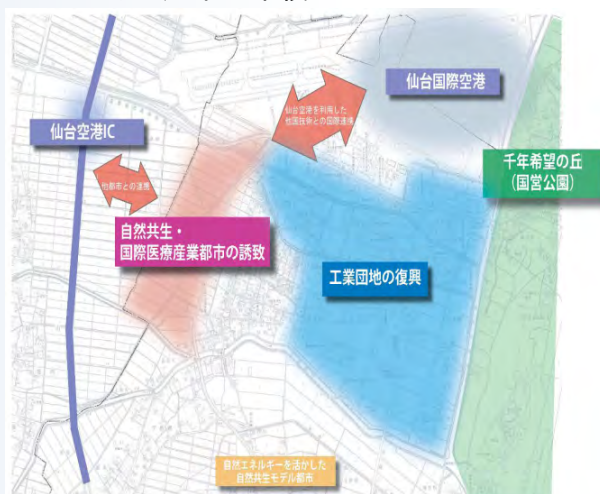 仙台空港を利用した
他国技術との国際連携
仙台国際空港
仙台空港IC
千年希望の丘
(国営公園)
他都市との連携
自然共生・
国際医療産業都市の誘致
工業団地の復興
自然エネルギーを活かした
自然共生モデル都市